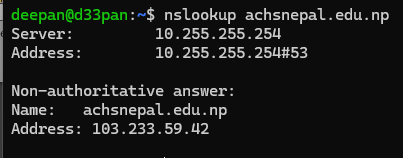 deepan@d33pan:~$ nslookup achsnepal.edu.np
Server:         10.255.255.254
Address:        10.255.255.254#53

Non-authoritative answer:
Name:   achsnepal.edu.np
Address: 103.233.59.42